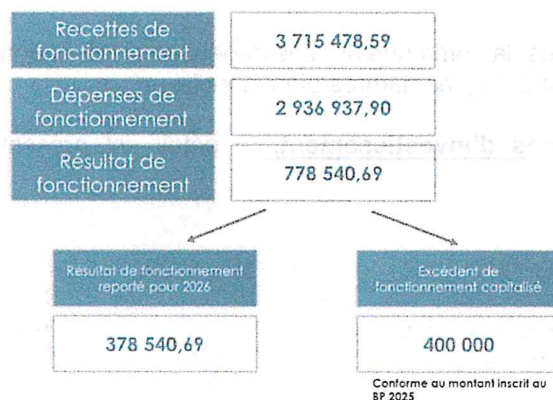 Recettes de
fonctionnement
3 715 478,59
Dépenses de
fonctionnement
2 936 937,90
Résultat de
fonctionnement
778 540,69
Résultat de fonctionnement
reporté pour 2026
378 540,69
Excédent de
fonctionnement capitalisé
400 000
Conforme au montant inscrit au
BP 2025